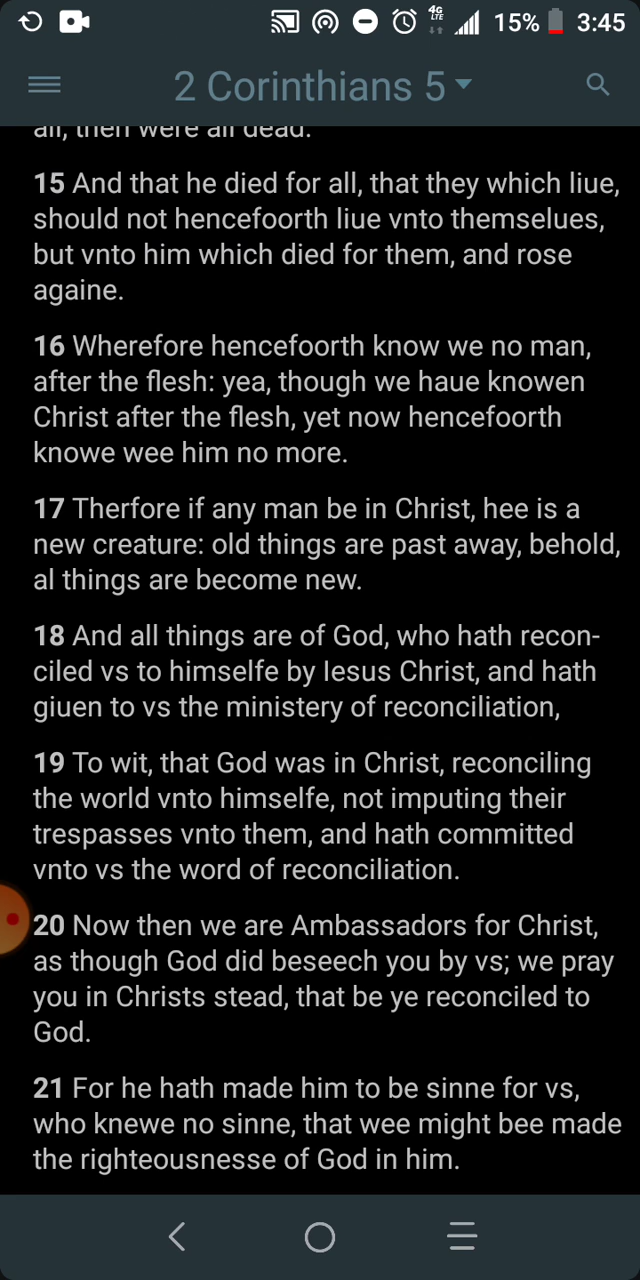 4G
LTE
15%
3:45
2 Corinthians 5
all, then were all dead.
15 And that he died for all, that they which liue,
should not hencefoorth liue vnto themselues,
but vnto him which died for them, and rose
againe.
16 Wherefore hencefoorth know we no man,
after the flesh: yea, though we haue knowen
Christ after the flesh, yet now hencefoorth
knowe wee him no more.
17 Therfore if any man be in Christ, hee is a
new creature: old things are past away, behold,
al things are become new.
18 And all things are of God, who hath recon-
ciled vs to himselfe by Iesus Christ, and hath
giuen to vs the ministery of reconciliation,
19 To wit, that God was in Christ, reconciling
the world vnto himselfe, not imputing their
trespasses vnto them, and hath committed
vnto vs the word of reconciliation.
20 Now then we are Ambassadors for Christ,
as though God did beseech you by vs; we pray
you in Christs stead, that be ye reconciled to
God.
21 For he hath made him to be sinne for vs,
who knewe no sinne, that wee might bee made
the righteousnesse of God in him.